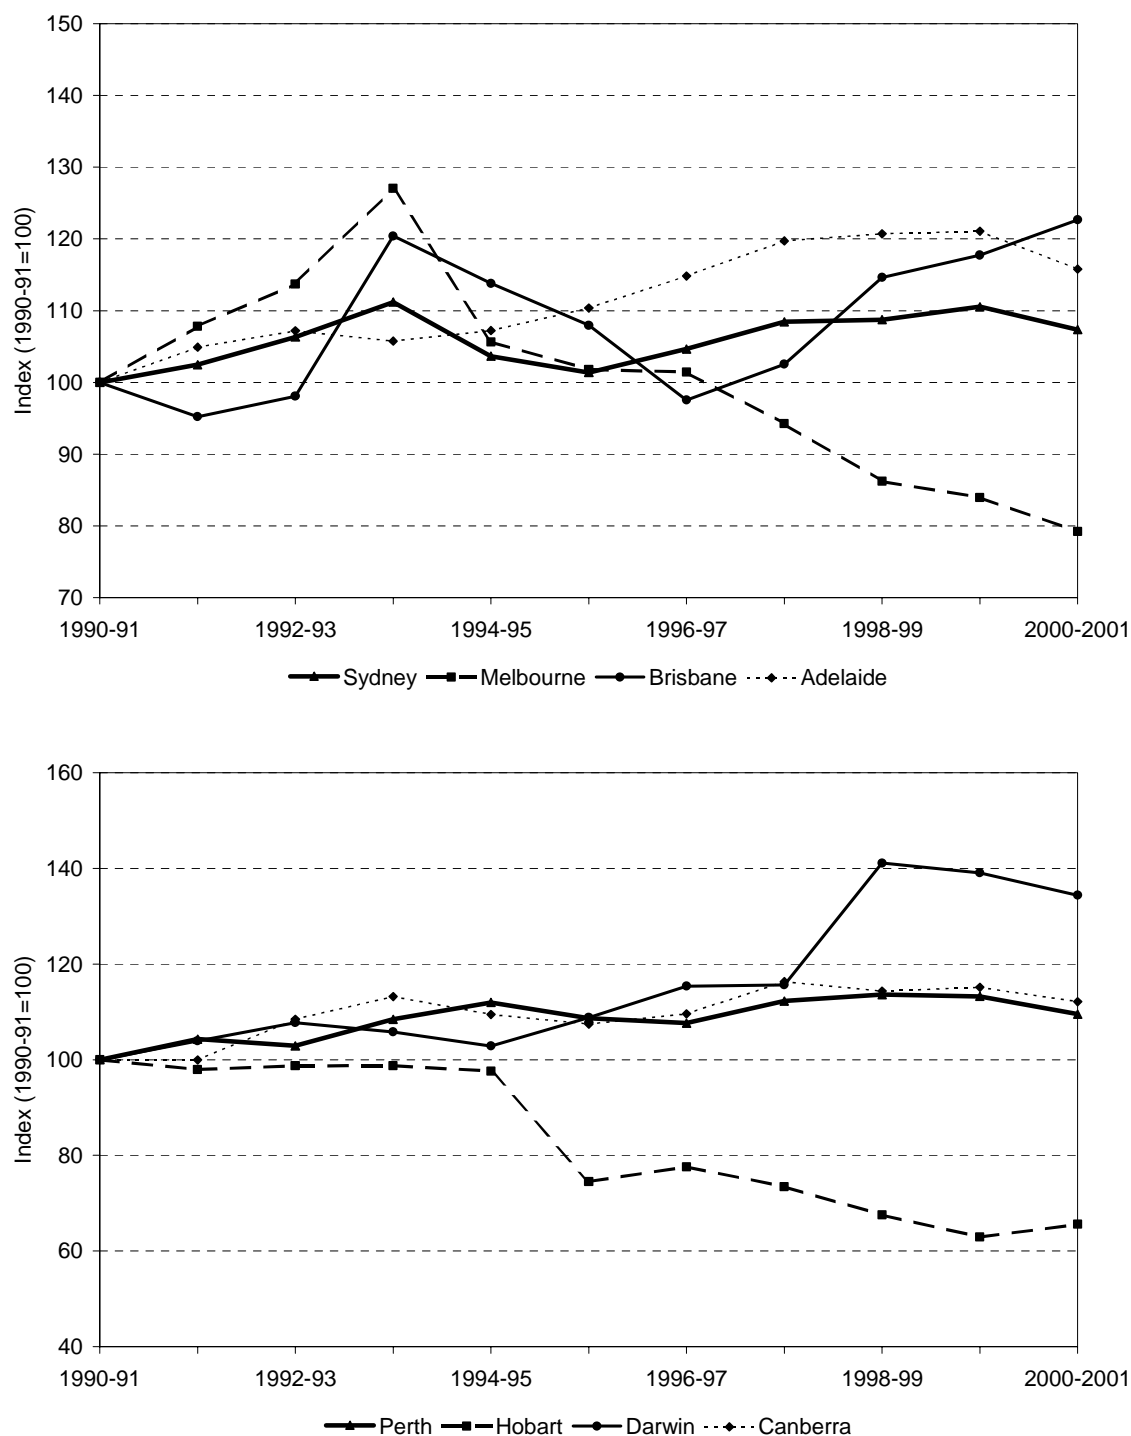 150
140
130
120
110
100
90
80
70
Index (1990-91=100)
1990-91 1992-93 1994-95 1996-97 1998-99 2000-2001
Sydney Melbourne Brisbane Adelaide
160
140
120
100
80
60
40
Index (1990-91=100)
1990-91 1992-93 1994-95 1996-97 1998-99 2000-2001
Perth Hobart Darwin Canberra